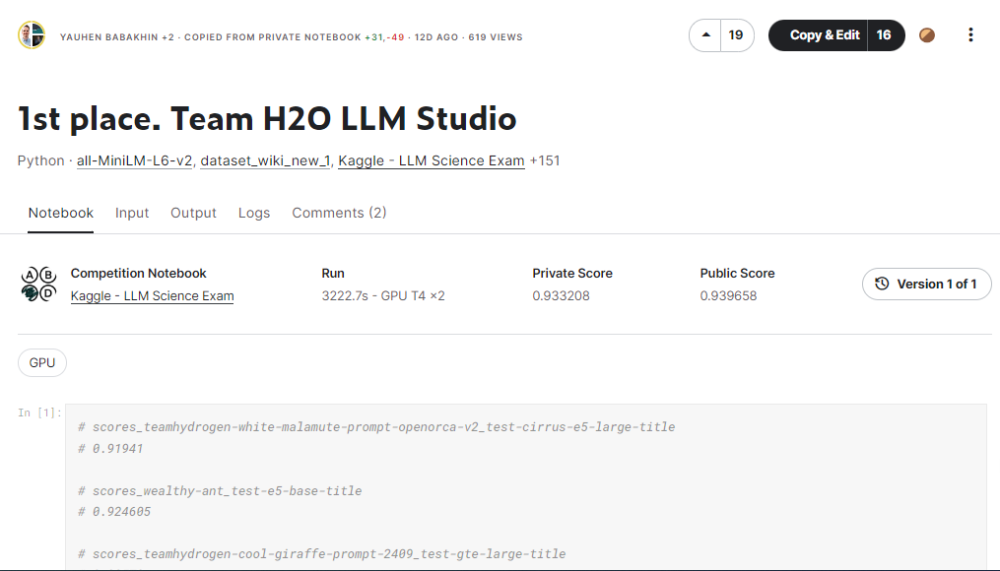 YAUHEN BABAKHIN +2 · COPIED FROM PRIVATE NOTEBOOK +31,-49 · 12D AGO · 619 VIEWS
19
Copy & Edit 16
1st place. Team H2O LLM Studio
Python · all-MiniLM-L6-v2, dataset_wiki_new_1, Kaggle - LLM Science Exam +151
Notebook Input Output Logs Comments (2)
A B
D
Competition Notebook Run Private Score Public Score
Kaggle - LLM Science Exam 3222.7s - GPU T4 ×2 0.933208 0.939658
Version 1 of 1
GPU
In [1]:
# scores_teamhydrogen-white-malamute-prompt-openorca-v2_test-cirrus-e5-large-title
# 0.91941
# scores_wealthy-ant_test-e5-base-title
# 0.924605
# scores_teamhydrogen-cool-giraffe-prompt-2409_test-gte-large-title